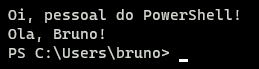 Oi, pessoal do PowerShell!
Ola, Bruno!
PS C:\Users\bruno>